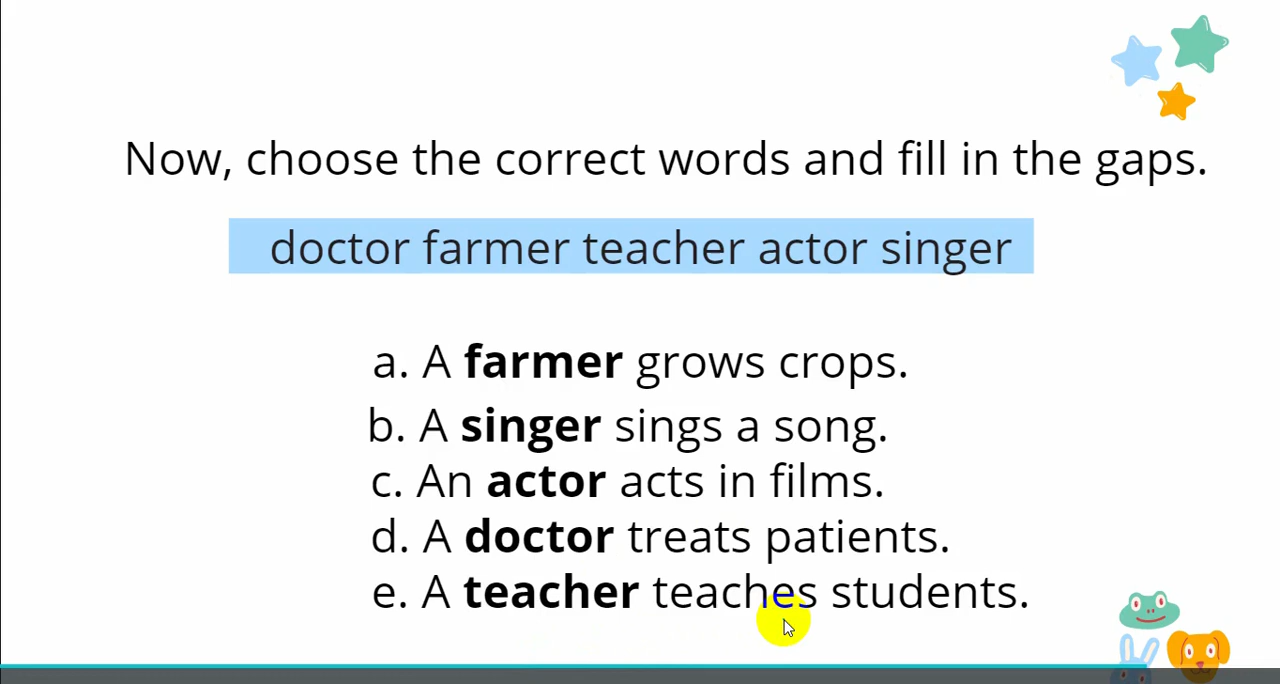 Now, choose the correct words and fill in the gaps.
doctor farmer teacher actor singer
a. A farmer grows crops.
b. A singer sings a song.
c. An actor acts in films.
d. A doctor treats patients.
e. A teacher teaches students.